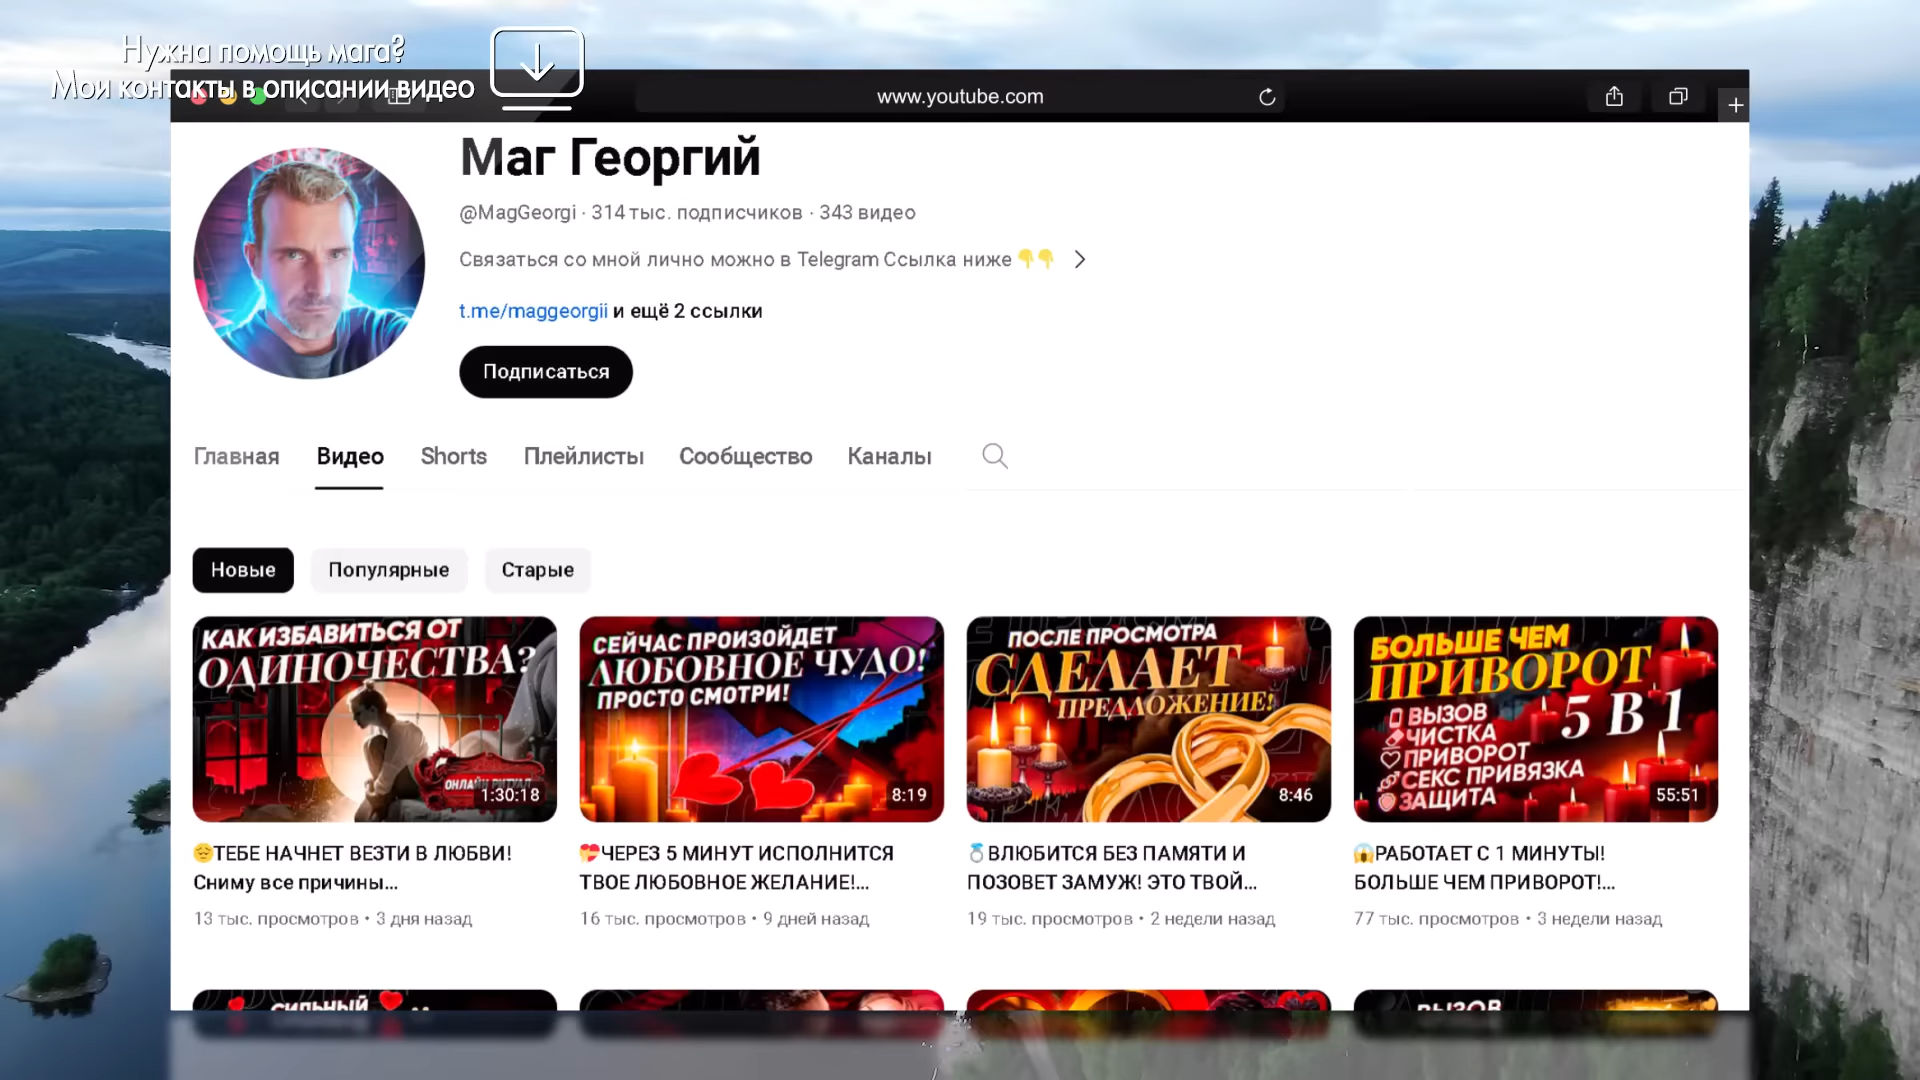 Нужна помощь мага?
Мои контакты в описании видео
www.youtube.com
Маг Георгий
@MagGeorgi · 314 тыс. подписчиков · 343 видео
Связаться со мной лично можно в Telegram Ссылка ниже 👇👇
t.me/maggeorgii и ещё 2 ссылки
Подписаться
Главная Видео Shorts Плейлисты Сообщество Каналы
Новые Популярные Старые
КАК ИЗБАВИТЬСЯ ОТ
ОДИНОЧЕСТВА?
ОНЛАЙН РИТУАЛ
1:30:18
СЕЙЧАС ПРОИЗОЙДЕТ
ЛЮБОВНОЕ ЧУДО!
ПРОСТО СМОТРИ!
8:19
ПОСЛЕ ПРОСМОТРА
СДЕЛАЕТ
ПРЕДЛОЖЕНИЕ!
8:46
БОЛЬШЕ ЧЕМ
ПРИВОРОТ
5 В 1
ВЫЗОВ
ЧИСТКА
ПРИВОРОТ
СЕКС ПРИВЯЗКА
ЗАЩИТА
55:51
😔ТЕБЕ НАЧНЕТ ВЕЗТИ В ЛЮБВИ!
Сниму все причины...
13 тыс. просмотров • 3 дня назад
💝ЧЕРЕЗ 5 МИНУТ ИСПОЛНИТСЯ
ТВОЕ ЛЮБОВНОЕ ЖЕЛАНИЕ!...
16 тыс. просмотров • 9 дней назад
💍ВЛЮБИТСЯ БЕЗ ПАМЯТИ И
ПОЗОВЕТ ЗАМУЖ! ЭТО ТВОЙ...
19 тыс. просмотров • 2 недели назад
😱РАБОТАЕТ С 1 МИНУТЫ!
БОЛЬШЕ ЧЕМ ПРИВОРОТ!...
77 тыс. просмотров • 3 недели назад
СИЛЬНЫЙ
ВЫЗОВ